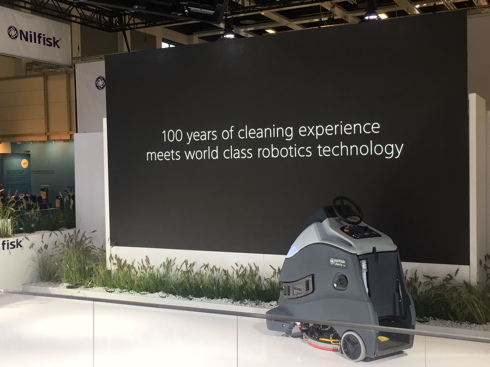 Nilfisk
100 years of cleaning experience
meets world class robotics technology
fisk